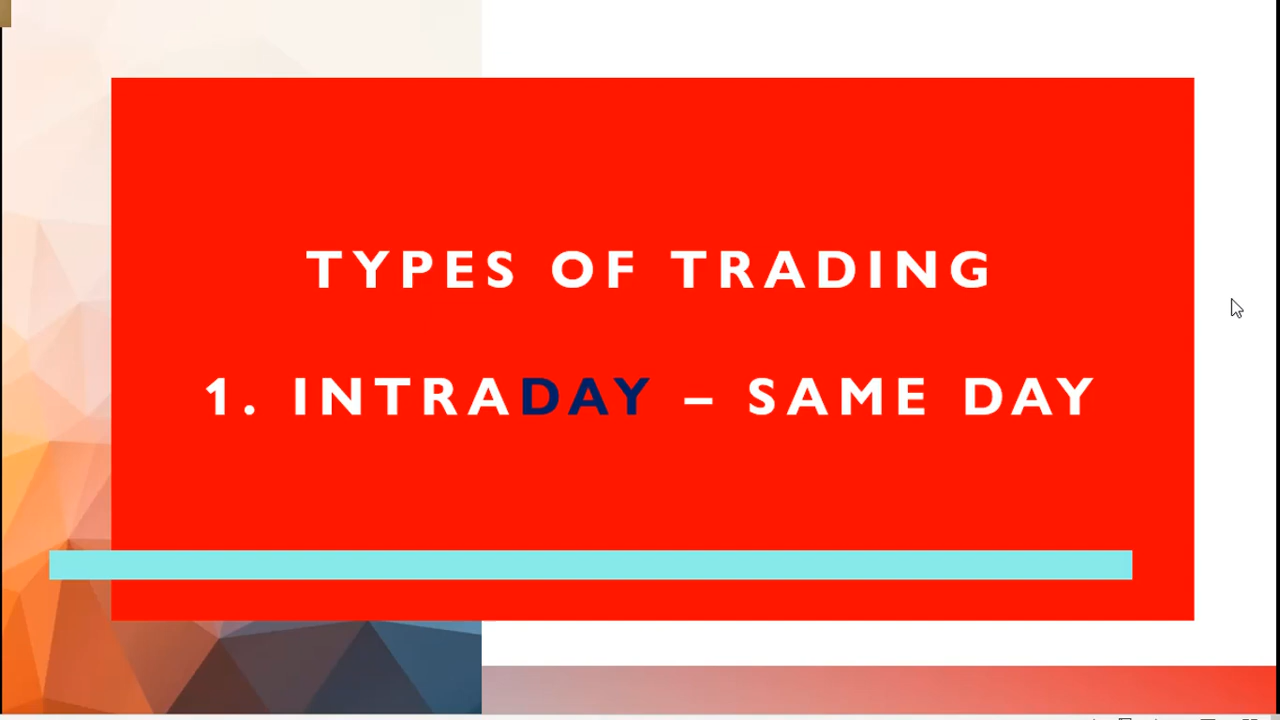 TYPES OF TRADING
1. INTRADAY – SAME DAY